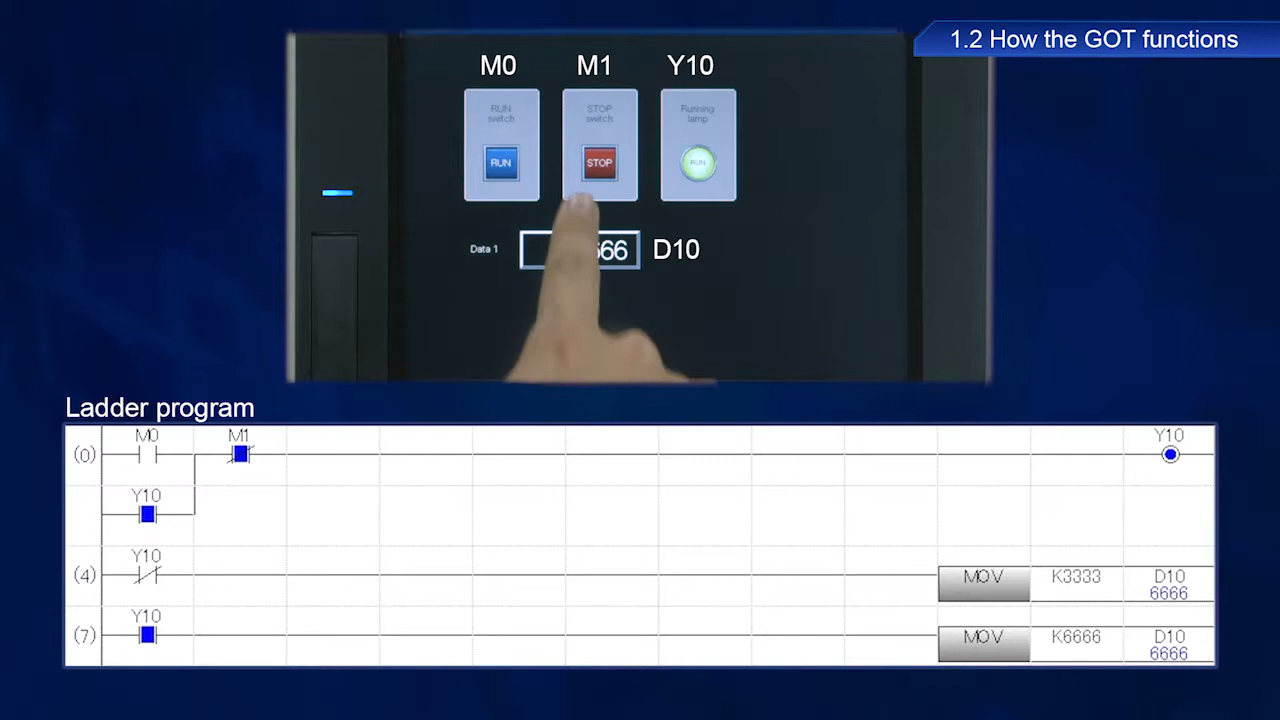 1.2 How the GOT functions
M0 M1 Y10
RUN switch
STOP switch
Running lamp
RUN
STOP
RUN
Data 1
666
D10
Ladder program
M0 M1 Y10
(0)
Y10
Y10
(4) MOV K3333 D10
6666
Y10
(7) MOV K6666 D10
6666